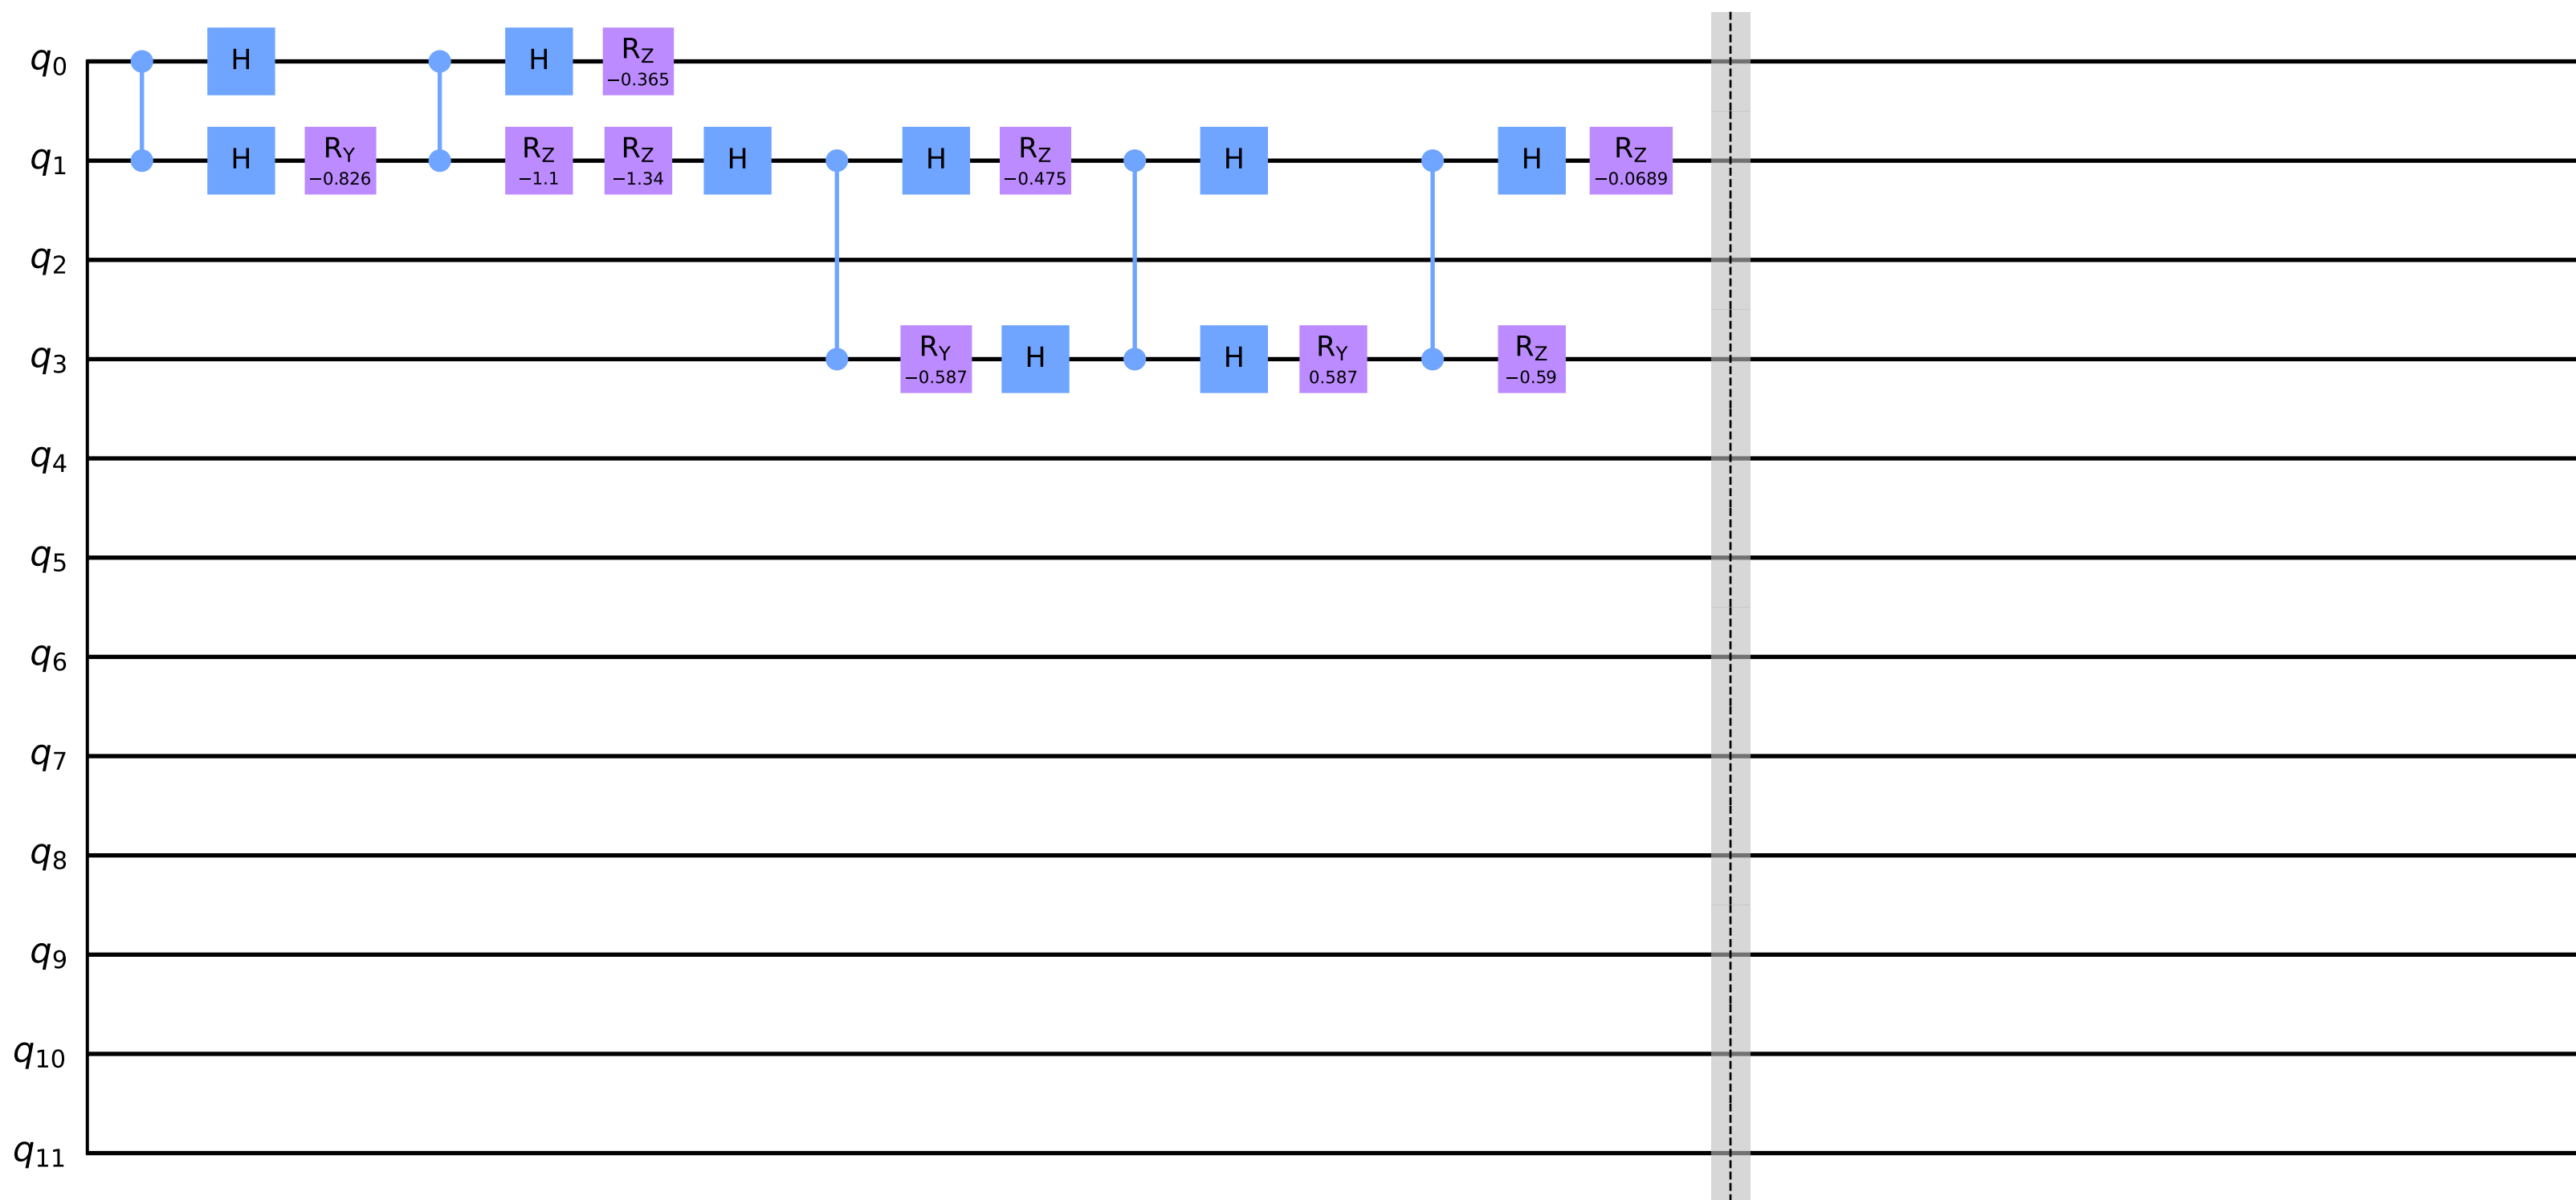 q0 H H RZ −0.365
q1 H RY −0.826 RZ −1.1 RZ −1.34 H H RZ −0.475 H H RZ −0.0689
q2
q3 RY −0.587 H H RY 0.587 RZ −0.59
q4
q5
q6
q7
q8
q9
q10
q11